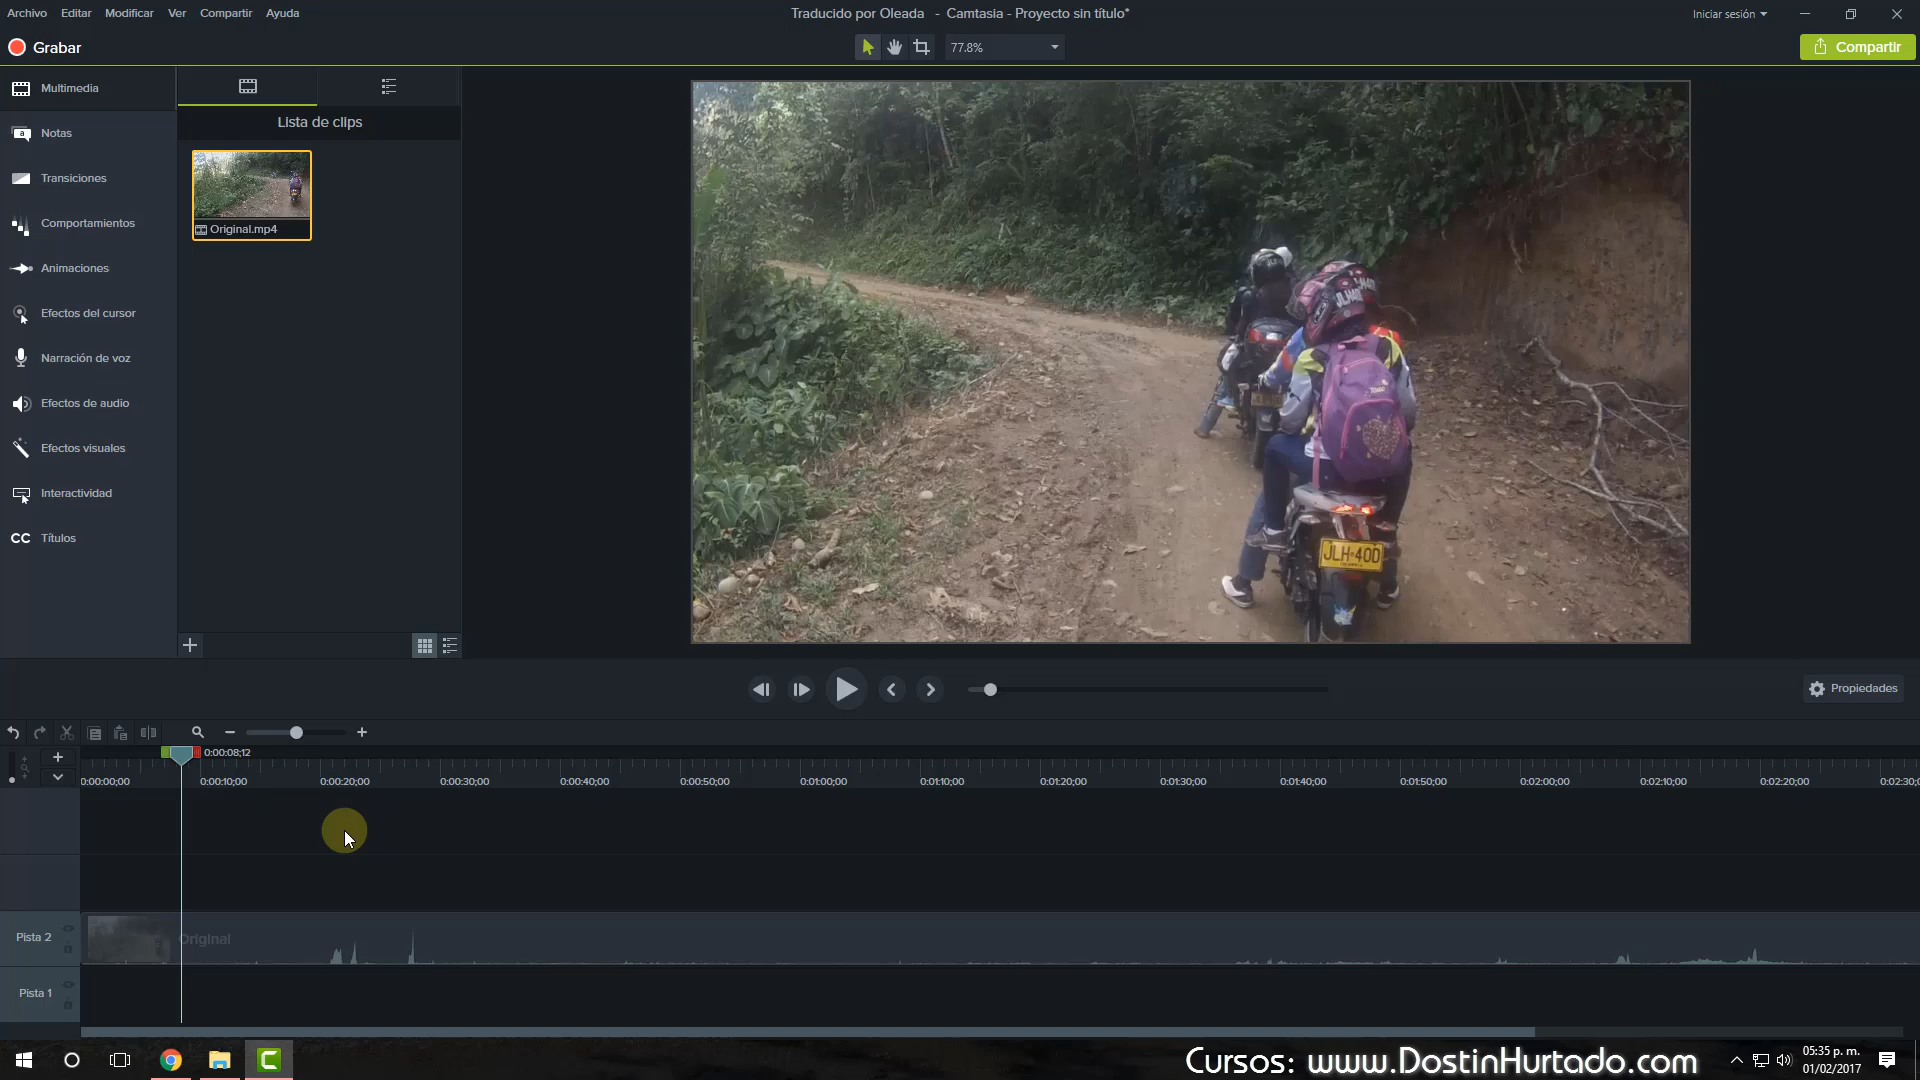 Archivo Editar Modificar Ver Compartir Ayuda
Traducido por Oleada - Camtasia - Proyecto sin título*
Iniciar sesión
Grabar
77.8%
Compartir
Multimedia
Notas
Transiciones
Comportamientos
Animaciones
Efectos del cursor
Narración de voz
Efectos de audio
Efectos visuales
Interactividad
CC Títulos
Lista de clips
Original.mp4
JLH40D
JLH·40D
Propiedades
0:00:08;12
0:00:00;00 0:00:10;00 0:00:20;00 0:00:30;00 0:00:40;00 0:00:50;00 0:01:00;00 0:01:10;00 0:01:20;00 0:01:30;00 0:01:40;00 0:01:50;00 0:02:00;00 0:02:10;00 0:02:20;00 0:02:30;0
Pista 2
Original
Pista 1
Cursos: www.DostinHurtado.com
05:35 p. m.
01/02/2017